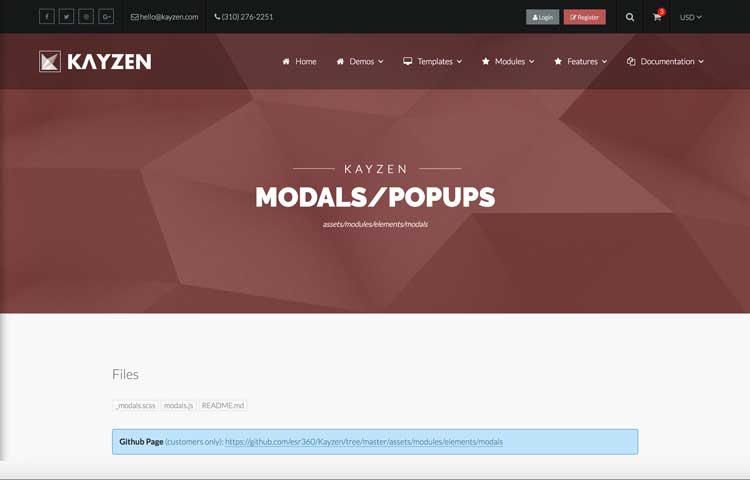 hello@kayzen.com (310) 276-2251 Login Register 3 USD
KAYZEN Home Demos Templates Modules Features Documentation
KAYZEN
MODALS/POPUPS
assets/modules/elements/modals
Files
_modals.scss modals.js README.md
Github Page (customers only): https://github.com/esr360/Kayzen/tree/master/assets/modules/elements/modals